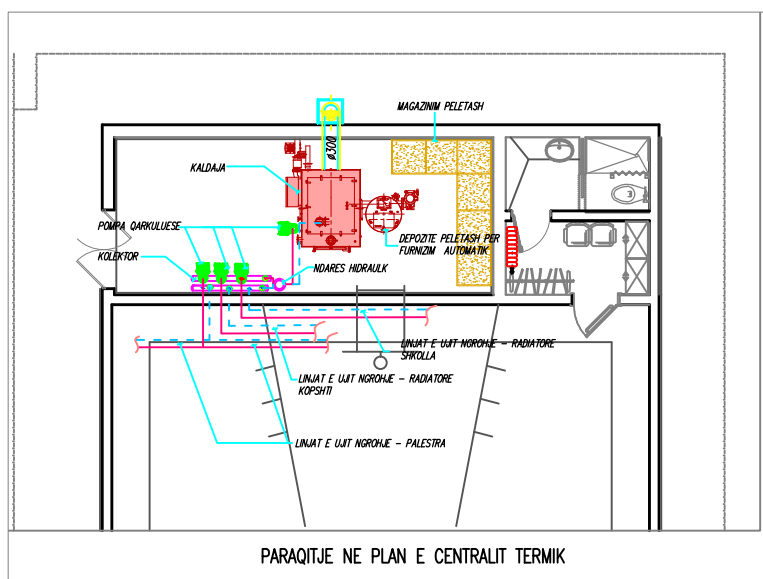 MAGAZINIM PELETASH
ø300
KALDAJA
POMPA QARKULUESE
KOLEKTOR
DEPOZITE PELETASH PER
FURNIZIM AUTOMATIK
NDARES HIDRAULK
LINJAT E UJIT NGROHJE - RADIATORE
SHKOLLA
LINJAT E UJIT NGROHJE - RADIATORE
KOPSHTI
LINJAT E UJIT NGROHJE - PALESTRA
PARAQITJE NE PLAN E CENTRALIT TERMIK